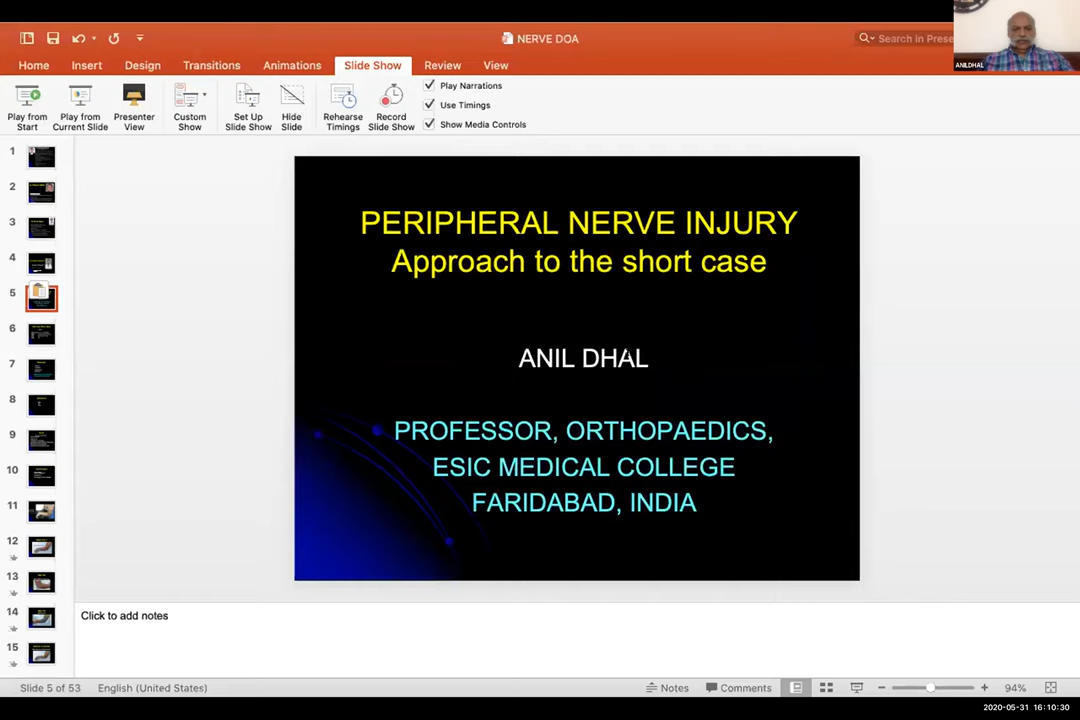 NERVE DOA
Search in Prese
Home Insert Design Transitions Animations Slide Show Review View
Play from Start
Play from Current Slide
Presenter View
Custom Show
Set Up Slide Show
Hide Slide
Rehearse Timings
Record Slide Show
Play Narrations
Use Timings
Show Media Controls
ANILDHAL
1
2
3
4
5
6
7
8
9
10
11
12
13
14
15
PERIPHERAL NERVE INJURY
Approach to the short case
ANIL DHAL
PROFESSOR, ORTHOPAEDICS,
ESIC MEDICAL COLLEGE
FARIDABAD, INDIA
Click to add notes
Slide 5 of 53 English (United States) Notes Comments 94%
2020-05-31 16:10:30